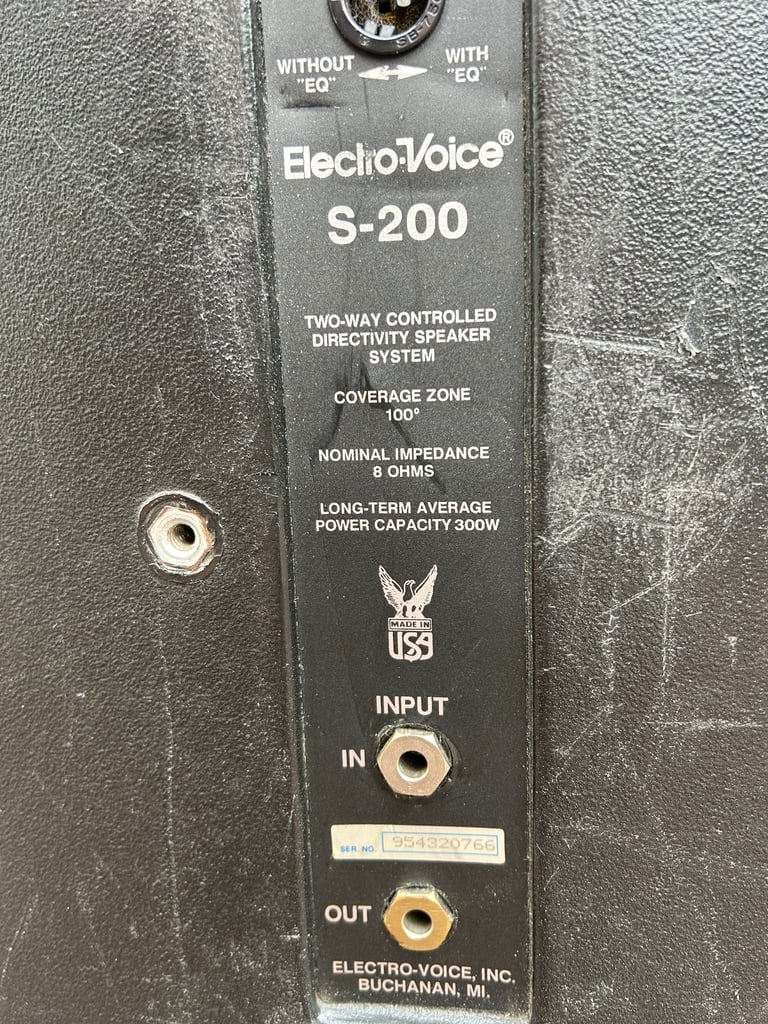 WITHOUT WITH
"EQ" "EQ"
Electro-Voice®
S-200
TWO-WAY CONTROLLED
DIRECTIVITY SPEAKER
SYSTEM
COVERAGE ZONE
100°
NOMINAL IMPEDANCE
8 OHMS
LONG-TERM AVERAGE
POWER CAPACITY 300W
MADE IN
USA
INPUT
IN
SER. NO. 954320766
OUT
ELECTRO-VOICE, INC.
BUCHANAN, MI.